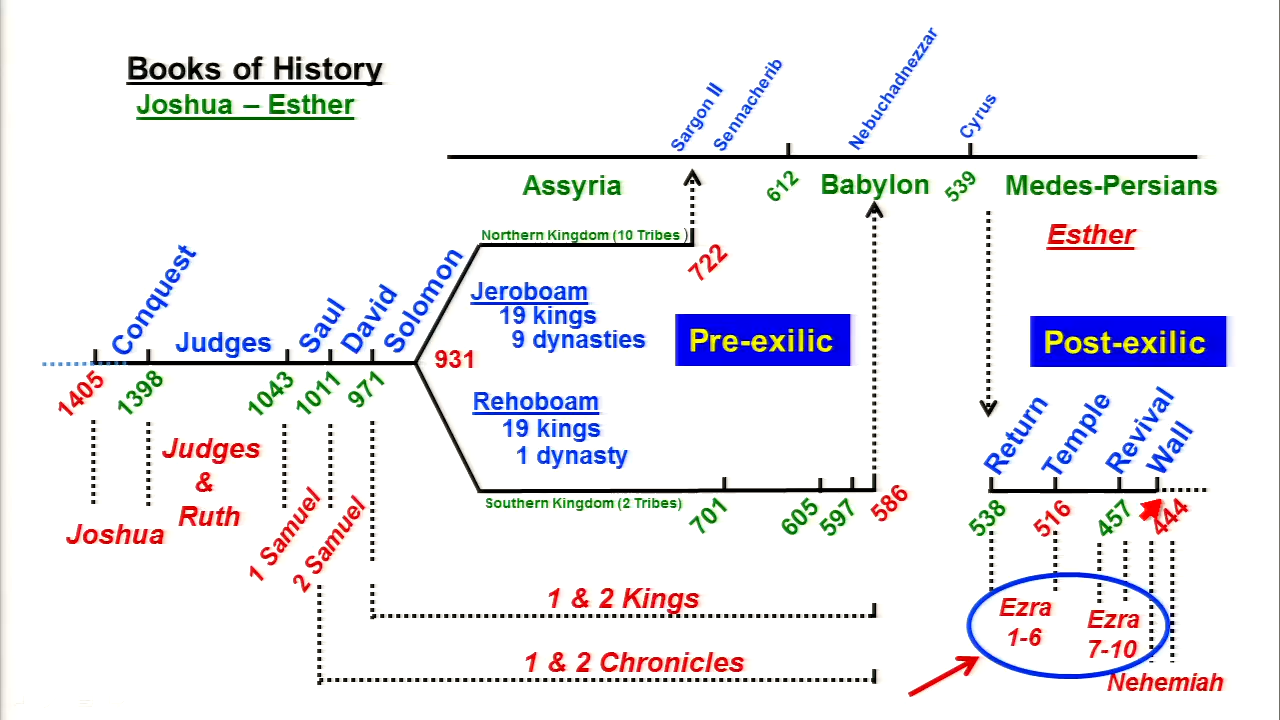 Books of History
Joshua – Esther
Sargon II
Sennacherib
Nebuchadnezzar
Cyrus
Assyria
612
Babylon
539
Medes-Persians
Esther
Northern Kingdom (10 Tribes )
722
Conquest
Judges
Saul
David
Solomon
1405
1398
1043
1011
971
931
Jeroboam
19 kings
9 dynasties
Pre-exilic
Post-exilic
Rehoboam
19 kings
1 dynasty
Southern Kingdom (2 Tribes)
701
605
597
586
Return
Temple
Revival
Wall
538
516
457
444
Joshua
Judges
&
Ruth
1 Samuel
2 Samuel
1 & 2 Kings
1 & 2 Chronicles
Ezra
1-6
Ezra
7-10
Nehemiah